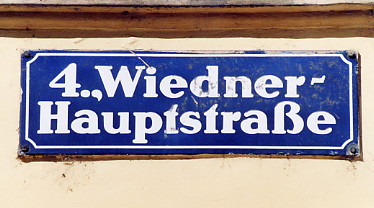 4., Wiedner-
Hauptstraße